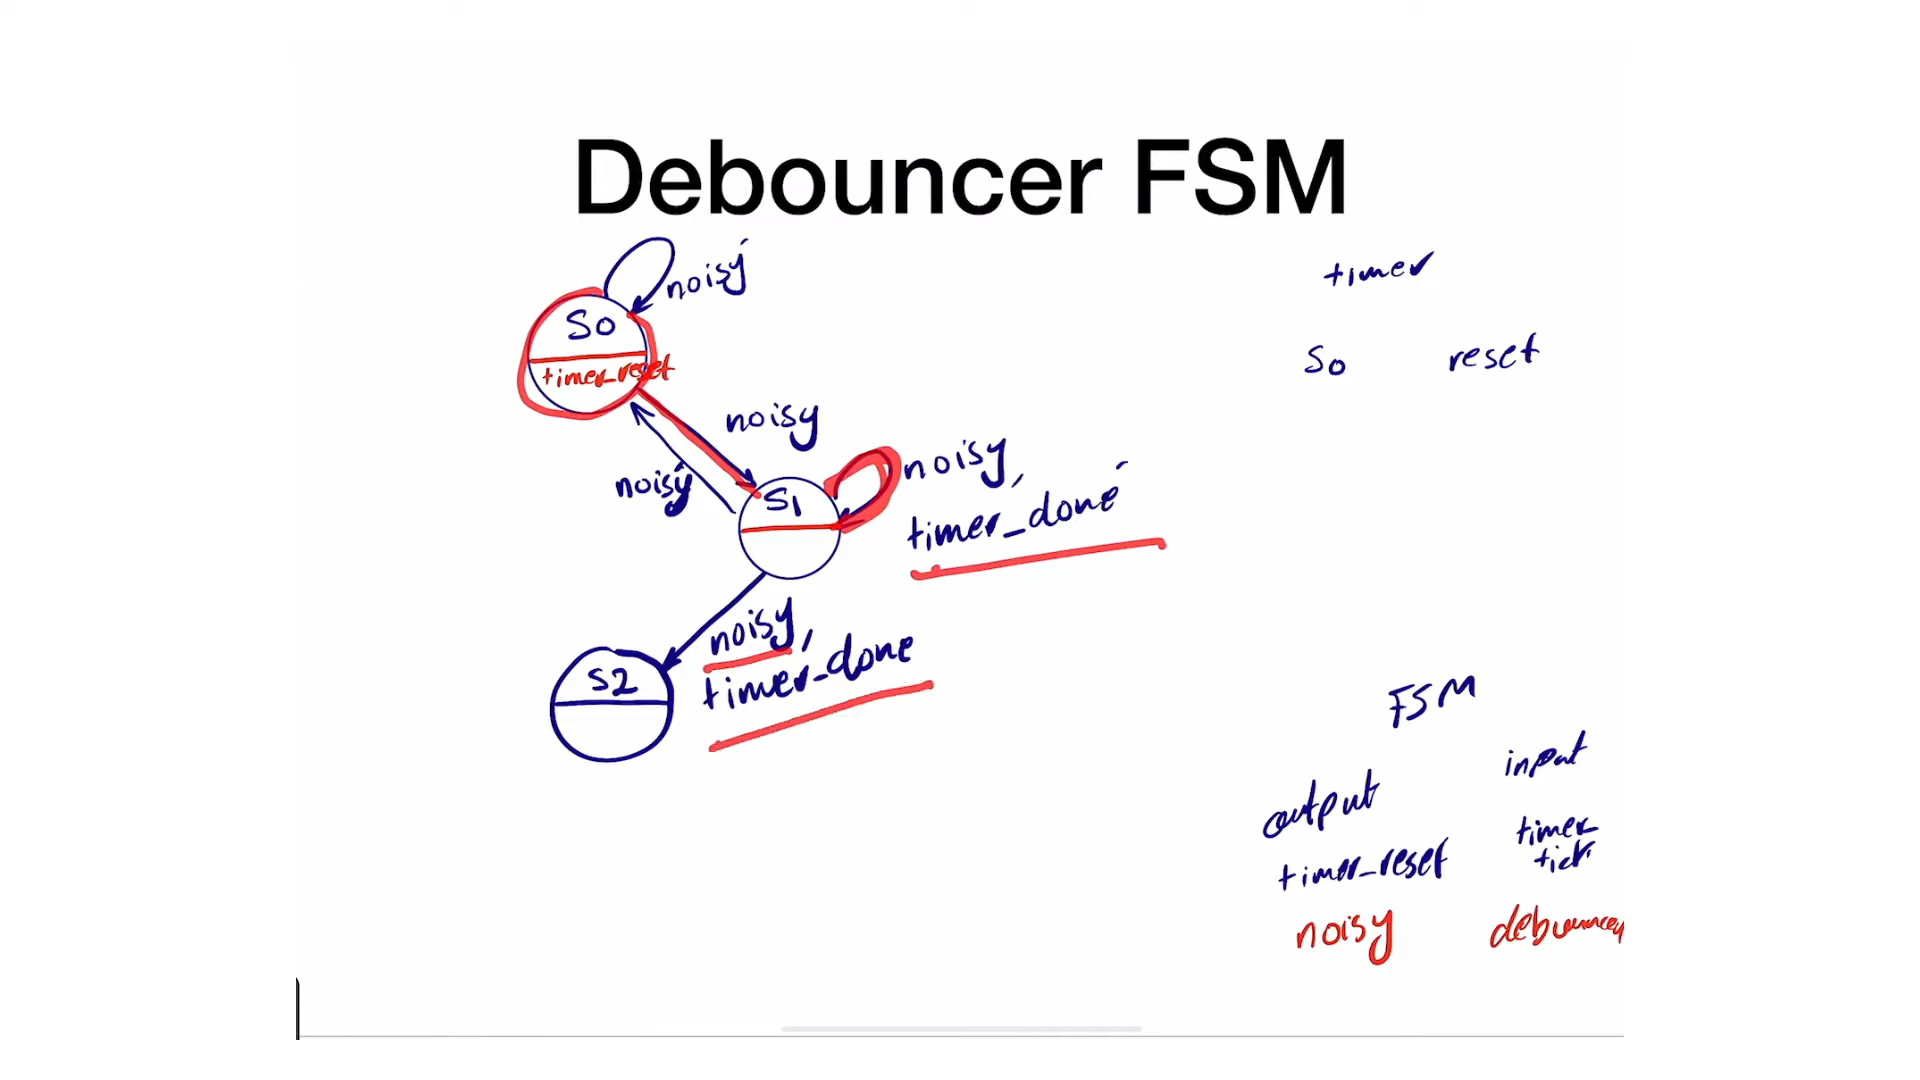 Debouncer FSM
noisy'
timer
S0
timer_reset
S0 reset
noisy
noisy'
S1
noisy,
timer_done'
noisy,
timer_done
S2
FSM
output
input
timer_reset
timer
tick
noisy